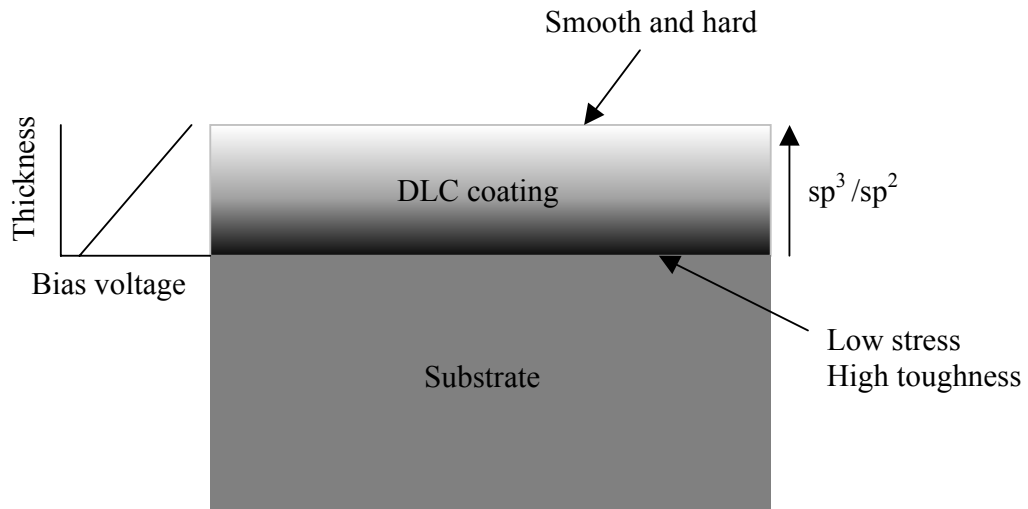 Smooth and hard
Thickness
DLC coating
sp³/sp²
Bias voltage
Low stress
High toughness
Substrate